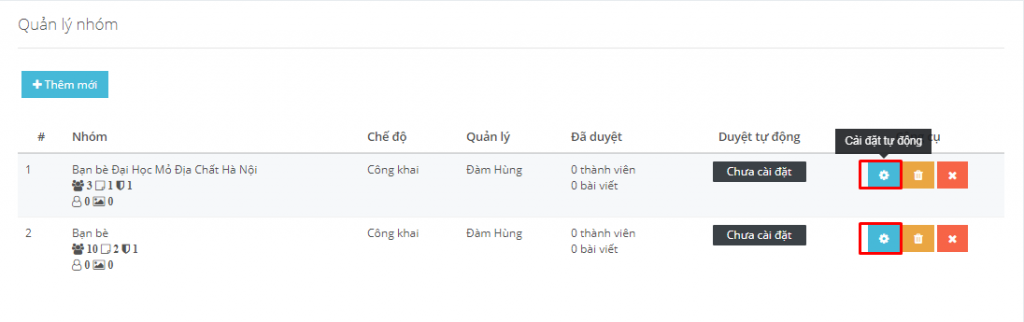 Quản lý nhóm
Thêm mới
# Nhóm Chế độ Quản lý Đã duyệt Duyệt tự động
Cài đặt tự động
1 Bạn bè Đại Học Mỏ Địa Chất Hà Nội Công khai Đàm Hùng 0 thành viên Chưa cài đặt
3 1 1 0 bài viết
0 0
2 Bạn bè Công khai Đàm Hùng 0 thành viên Chưa cài đặt
10 2 1 0 bài viết
0 0